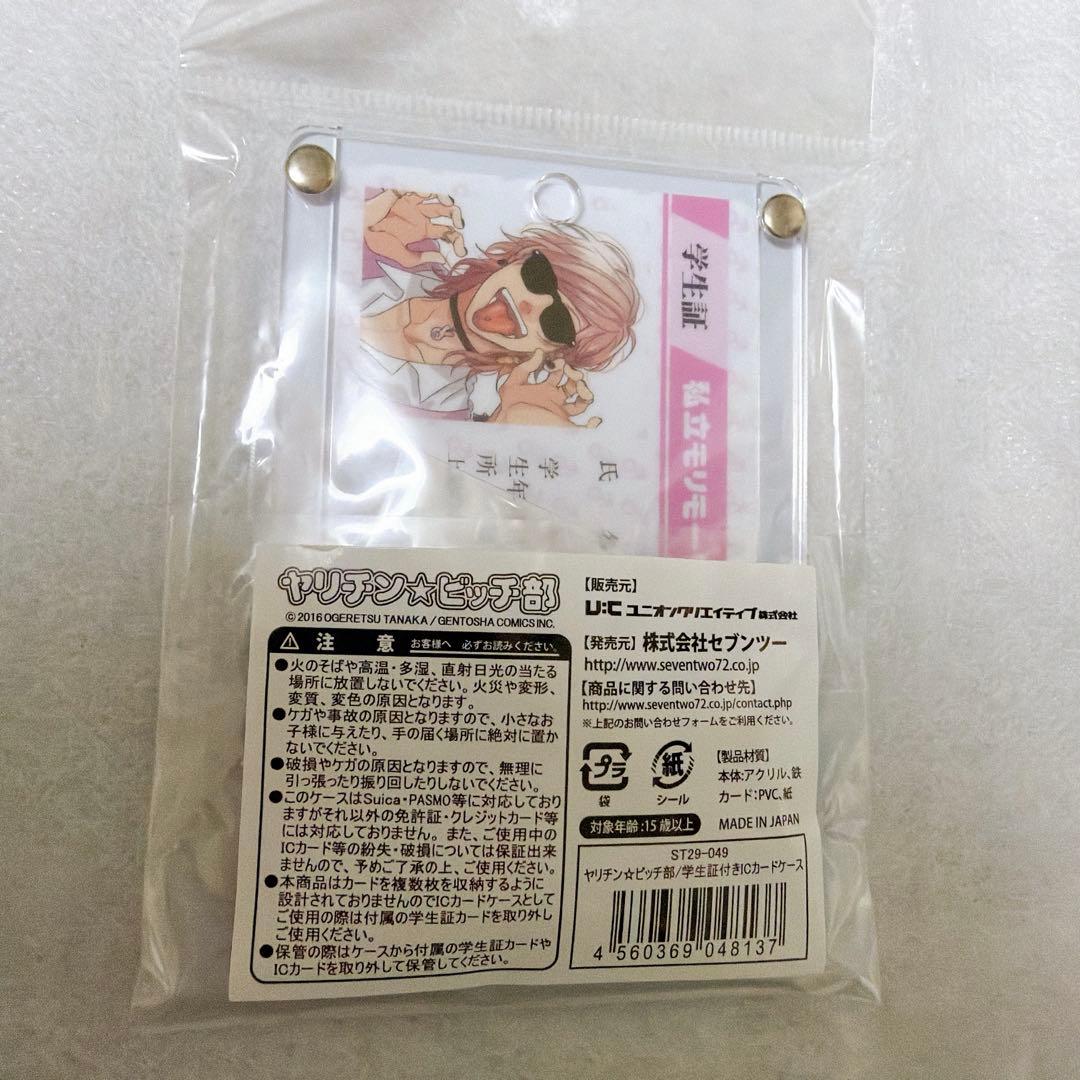 学生証
私立モリモー
氏
学
生年
所
ヤリチン☆ビッチ部
©2016 OGERETSU TANAKA / GENTOSHA COMICS INC.
注意 お客様へ 必ずお読みください。
●火のそばや高温・多湿、直射日光の当たる
場所に放置しないでください。火災や変形、
変質、変色の原因となります。
●ケガや事故の原因となりますので、小さなお
子様に与えたり、手の届く場所に絶対に置か
ないでください。
●破損やケガの原因となりますので、無理に
引っ張ったり振り回したりしないでください。
●このケースはSuica・PASMO等に対応しており
ますがそれ以外の免許証・クレジットカード等
には対応しておりません。また、ご使用中の
ICカード等の紛失・破損については保証出来
ませんので、予めご了承の上、ご使用ください。
●本商品はカードを複数枚を収納するように
設計されておりませんのでICカードケースとして
ご使用の際は付属の学生証カードを取り外し
ご使用ください。
●保管の際はケースから付属の学生証カードや
ICカードを取り外して保管してください。
【販売元】
U:C ユニオンクリエイティブ株式会社
【発売元】株式会社セブンツー
http://www.seventwo72.co.jp
【商品に関する問い合わせ先】
http://www.seventwo72.co.jp/contact.php
※上記のお問い合わせフォームをご利用ください。
プラ
袋
紙
シール
【製品材質】
本体:アクリル、鉄
カード:PVC、紙
対象年齢:15歳以上
MADE IN JAPAN
ST29-049
ヤリチン☆ビッチ部/学生証付きICカードケース
4 560369 048137